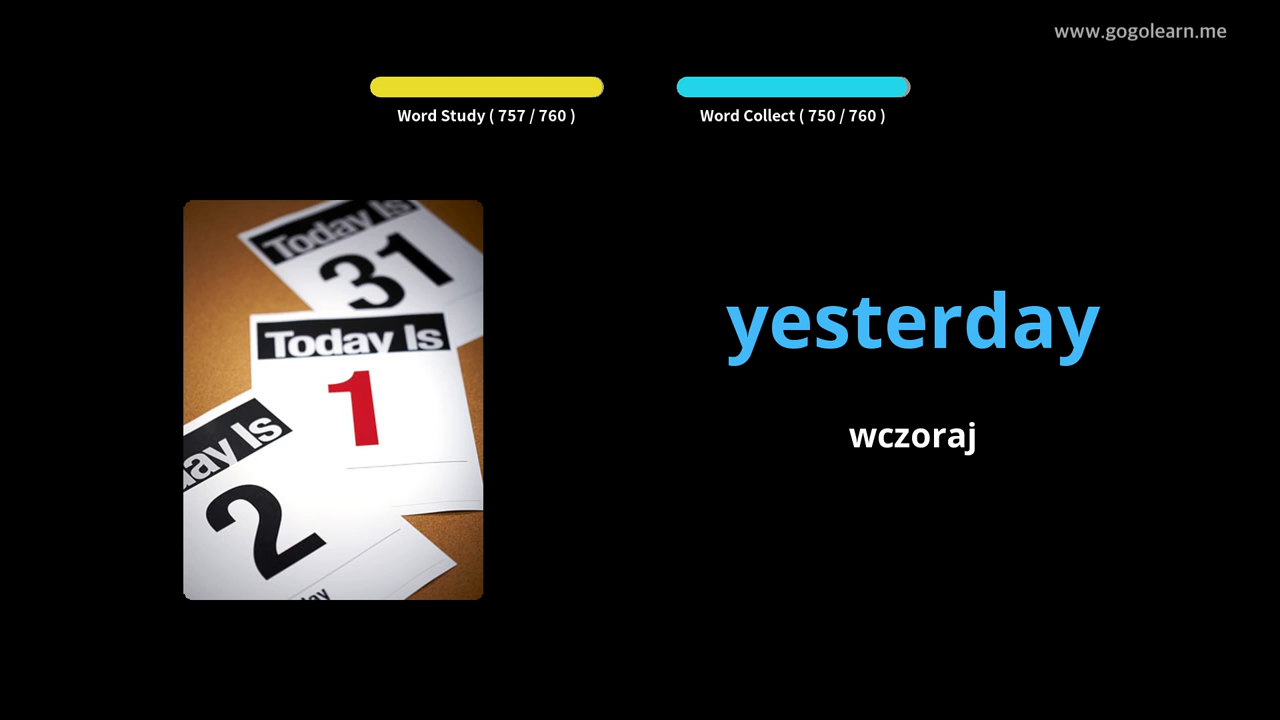 www.gogolearn.me
Word Study ( 757 / 760 )
Word Collect ( 750 / 760 )
Today Is
31
Today Is
1
ay Is
2
yesterday
wczoraj